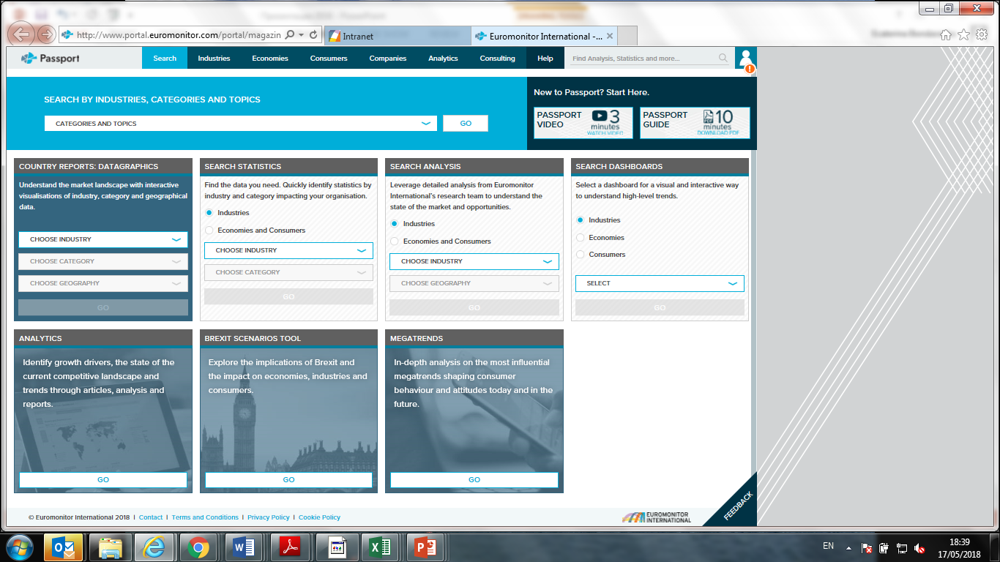 http://www.portal.euromonitor.com/portal/magazin
Intranet
Euromonitor International -...
Passport
Search
Industries
Economies
Consumers
Companies
Analytics
Consulting
Help
Find Analysis, Statistics and more...
SEARCH BY INDUSTRIES, CATEGORIES AND TOPICS
CATEGORIES AND TOPICS
GO
New to Passport? Start Here.
PASSPORT VIDEO
3 minutes
WATCH VIDEO
PASSPORT GUIDE
PDF
10 minutes
DOWNLOAD PDF
COUNTRY REPORTS: DATAGRAPHICS
Understand the market landscape with interactive
visualisations of industry, category and geographical
data.
CHOOSE INDUSTRY
CHOOSE CATEGORY
CHOOSE GEOGRAPHY
GO
SEARCH STATISTICS
Find the data you need. Quickly identify statistics by
industry and category impacting your organisation.
Industries
Economies and Consumers
CHOOSE INDUSTRY
CHOOSE CATEGORY
GO
SEARCH ANALYSIS
Leverage detailed analysis from Euromonitor
International's research team to understand the
state of the market and opportunities.
Industries
Economies and Consumers
CHOOSE INDUSTRY
CHOOSE GEOGRAPHY
GO
SEARCH DASHBOARDS
Select a dashboard for a visual and interactive way
to understand high-level trends.
Industries
Economies
Consumers
SELECT
GO
ANALYTICS
Identify growth drivers, the state of the
current competitive landscape and
trends through articles, analysis and
reports.
GO
BREXIT SCENARIOS TOOL
Explore the implications of Brexit and
the impact on economies, industries and
consumers.
GO
MEGATRENDS
In-depth analysis on the most influential
megatrends shaping consumer
behaviour and attitudes today and in the
future.
GO
FEEDBACK
© Euromonitor International 2018 | Contact | Terms and Conditions | Privacy Policy | Cookie Policy
EUROMONITOR
INTERNATIONAL
EN
18:39
17/05/2018